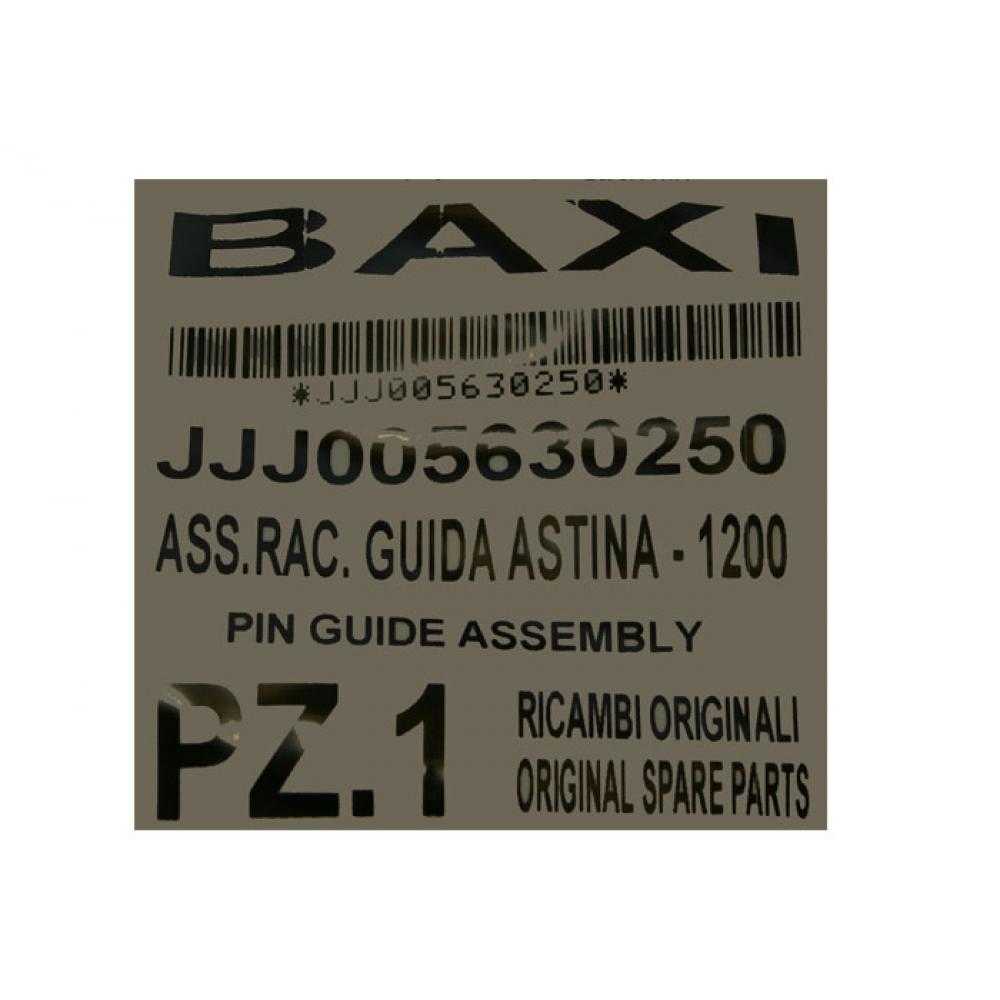 BAXI
*JJJ005630250*
JJJ005630250
ASS.RAC. GUIDA ASTINA - 1200
PIN GUIDE ASSEMBLY
PZ.1
RICAMBI ORIGINALI
ORIGINAL SPARE PARTS